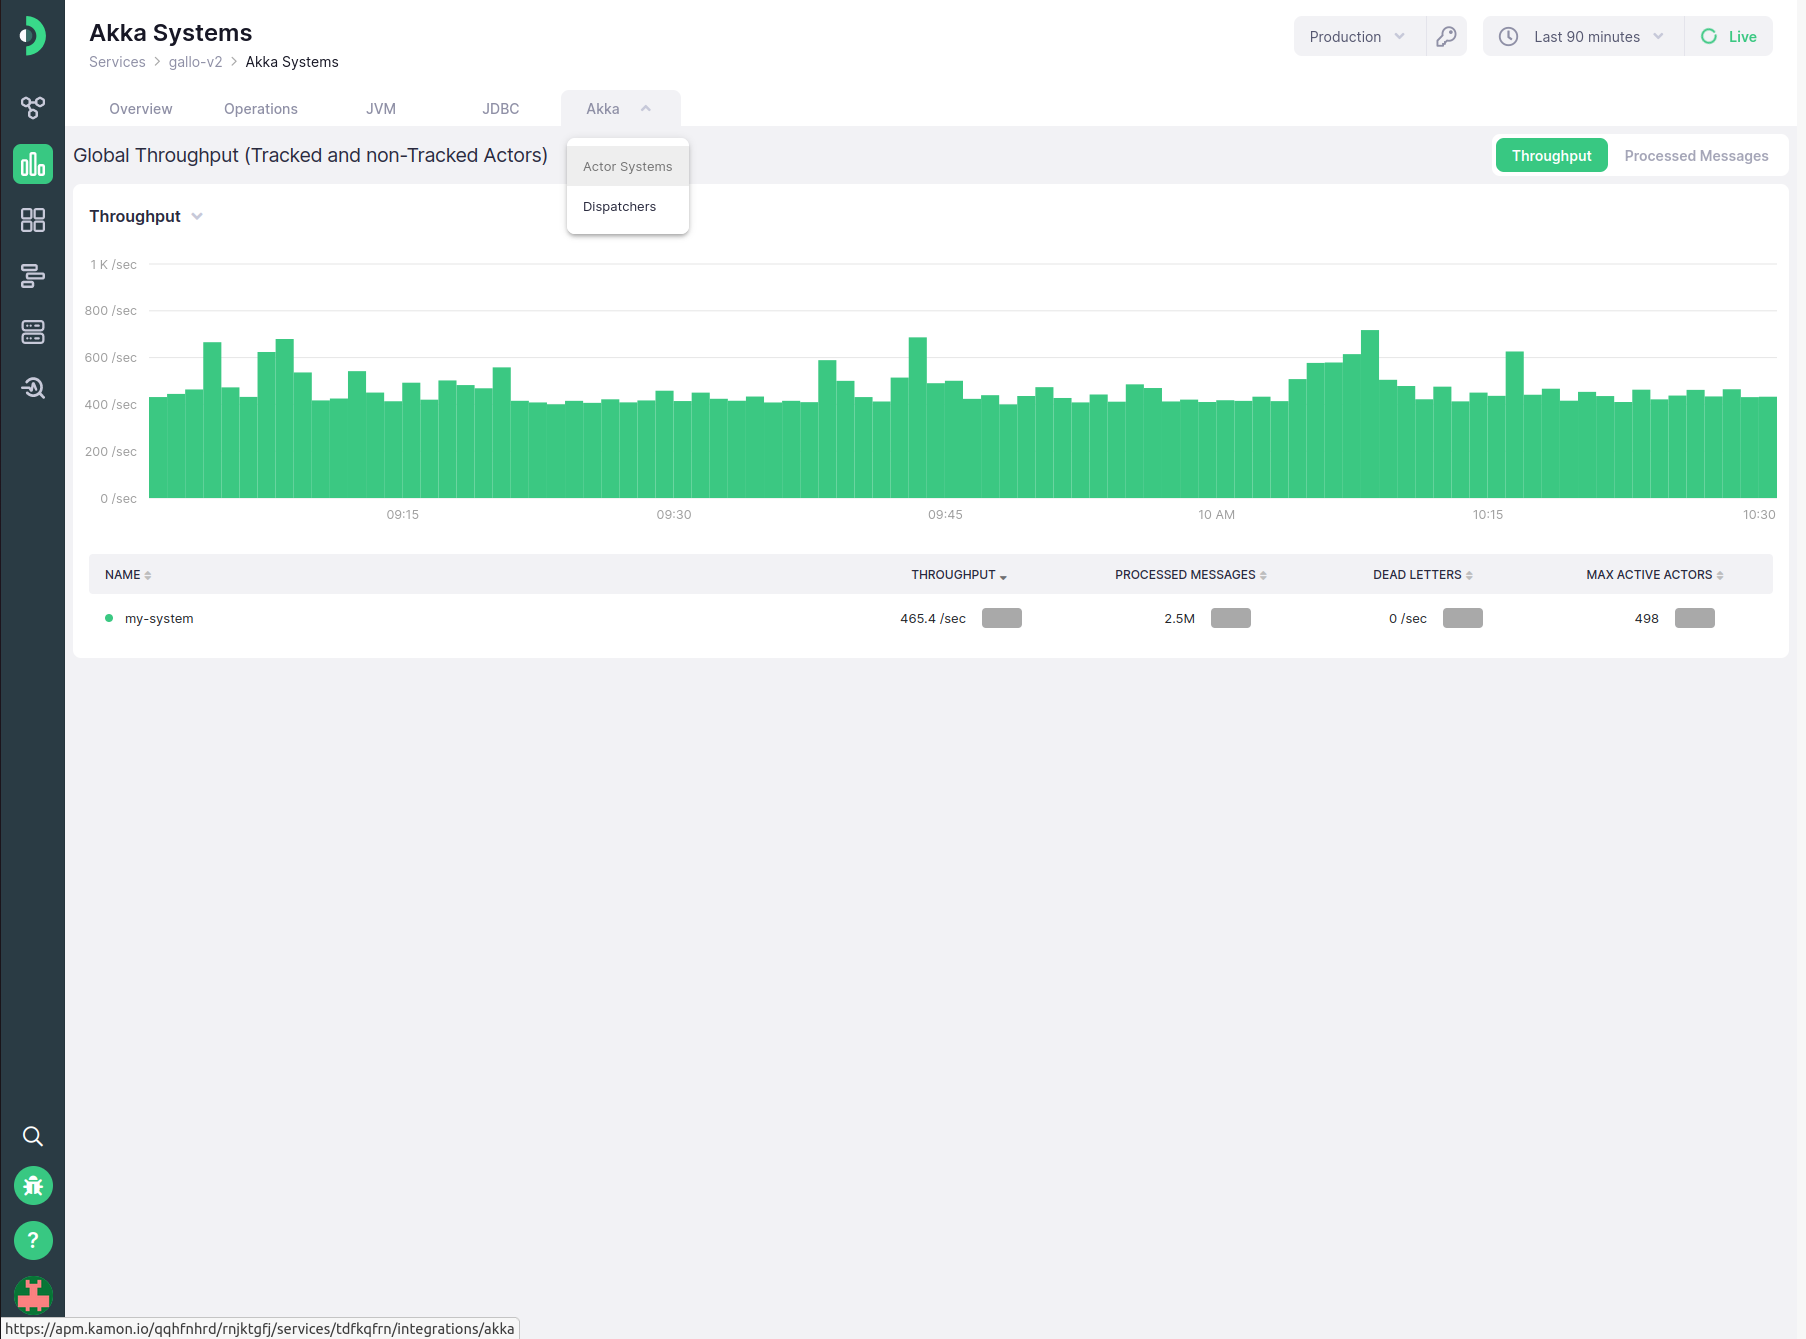 Akka Systems
Services > gallo-v2 > Akka Systems
Production
Last 90 minutes
Live
Overview Operations JVM JDBC Akka
Global Throughput (Tracked and non-Tracked Actors)
Throughput Processed Messages
Actor Systems
Dispatchers
Throughput
1 K /sec
800 /sec
600 /sec
400 /sec
200 /sec
0 /sec
09:15 09:30 09:45 10 AM 10:15 10:30
NAME THROUGHPUT PROCESSED MESSAGES DEAD LETTERS MAX ACTIVE ACTORS
my-system 465.4 /sec 2.5M 0 /sec 498
?
https://apm.kamon.io/qqhfnhrd/rnjktgfj/services/tdfkqfrn/integrations/akka